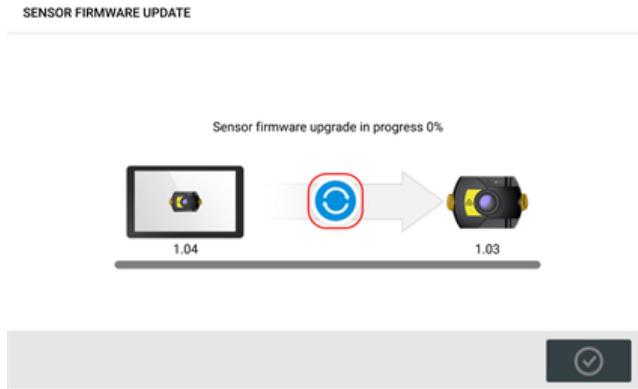 SENSOR FIRMWARE UPDATE
Sensor firmware upgrade in progress 0%
1.04
1.03